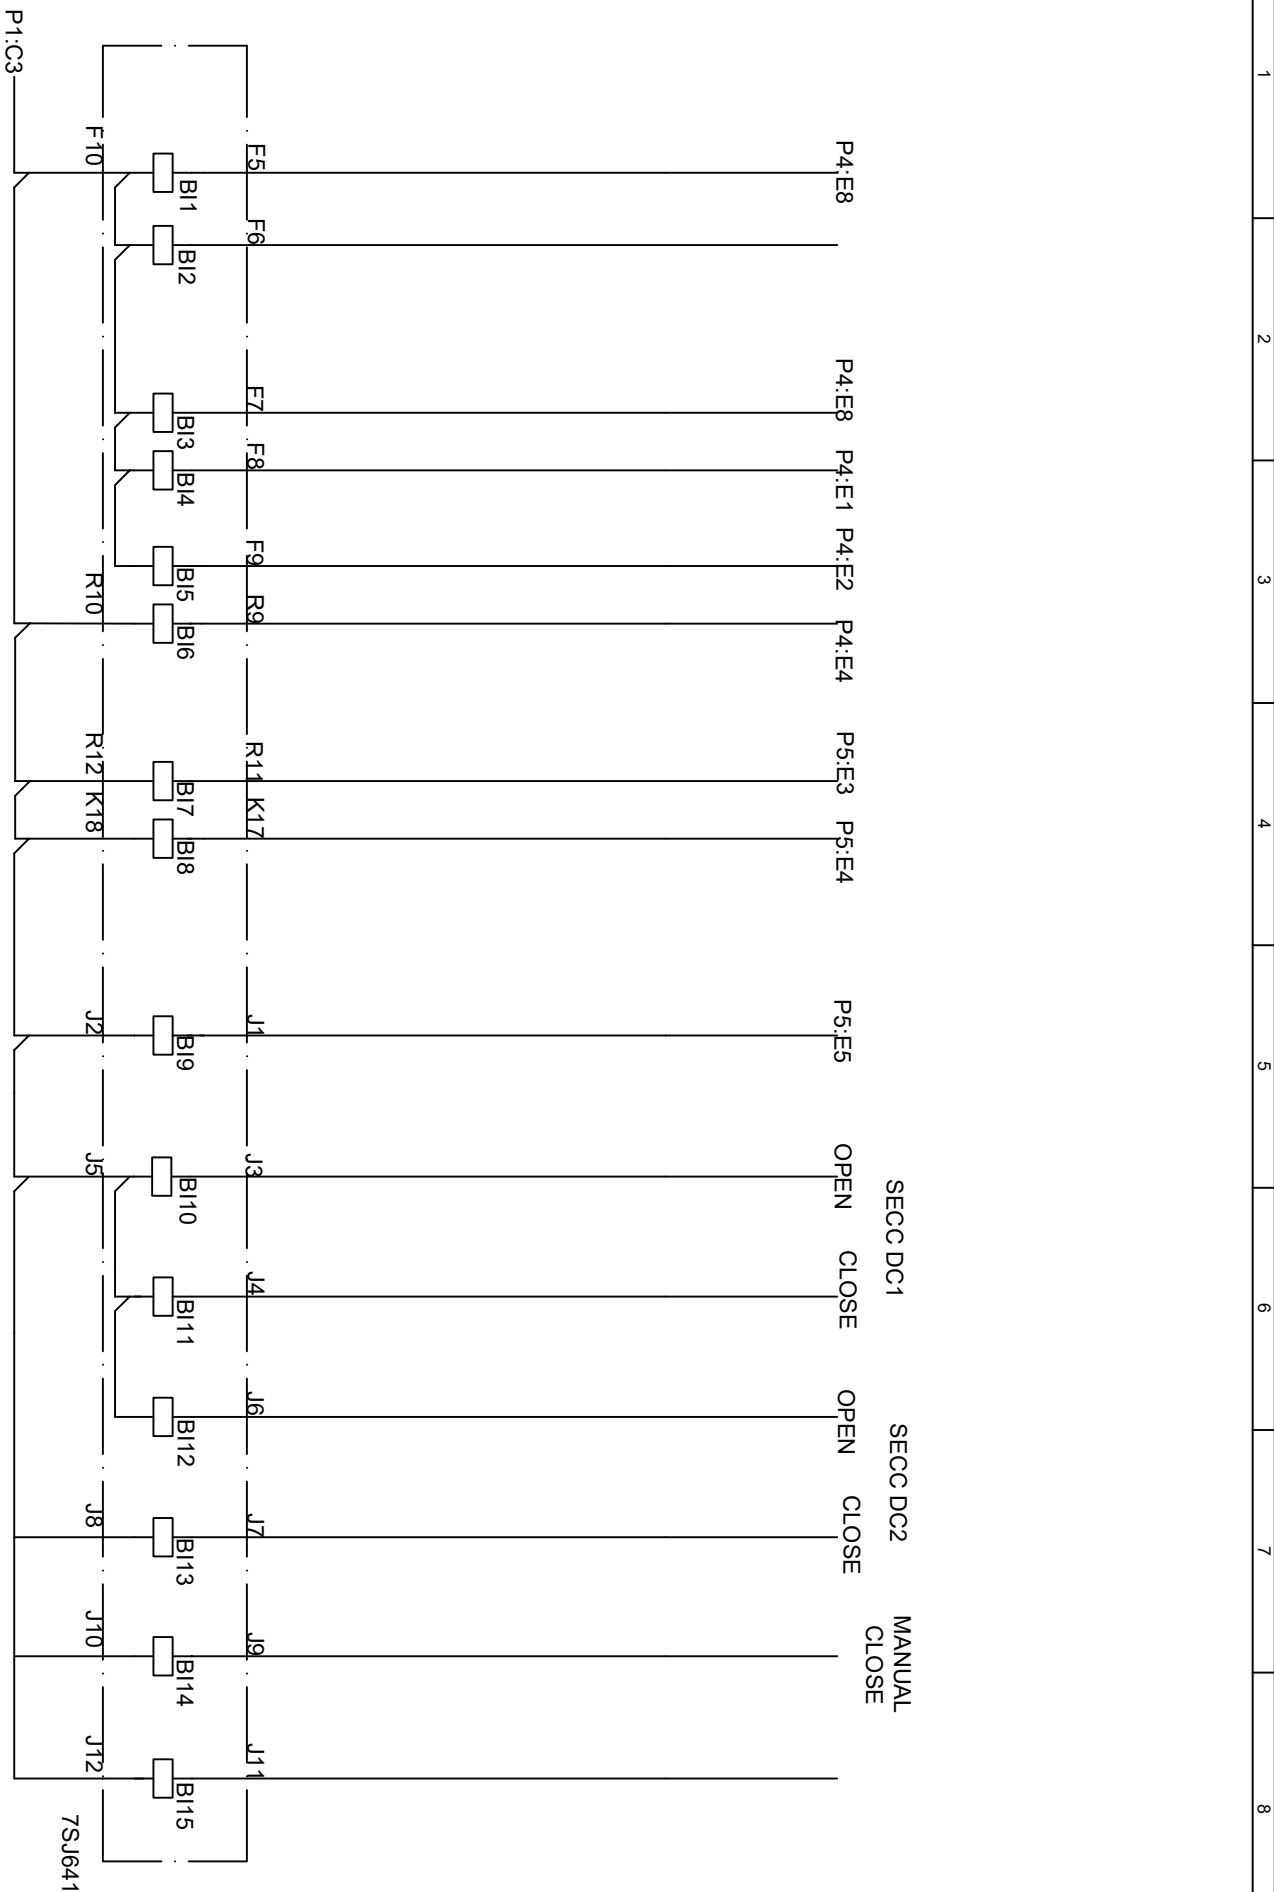 1
2
3
4
5
6
7
8
SECC DC1
SECC DC2
MANUAL
CLOSE
P4:E8
P4:E8
P4:E1
P4:E2
P4:E4
P5:E3
P5:E4
P5:E5
OPEN
CLOSE
OPEN
CLOSE
F5
F6
F7
F8
F9
R9
R11
K17
J1
J3
J4
J6
J7
J9
J11
BI1
BI2
BI3
BI4
BI5
BI6
BI7
BI8
BI9
BI10
BI11
BI12
BI13
BI14
BI15
F10
R10
R12
K18
J2
J5
J8
J10
J12
7SJ641
P1:C3